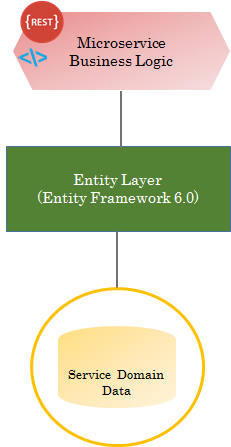 {REST}
</>
Microservice
Business Logic
Entity Layer
(Entity Framework 6.0)
Service Domain
Data